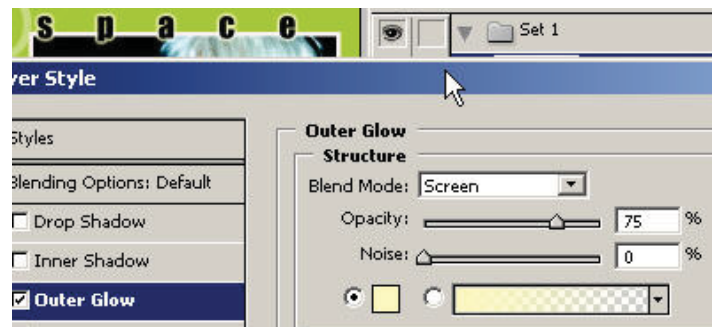 space
Set 1
yer Style
Styles
Blending Options: Default
Drop Shadow
Inner Shadow
Outer Glow
Outer Glow
Structure
Blend Mode: Screen
Opacity: 75 %
Noise: 0 %